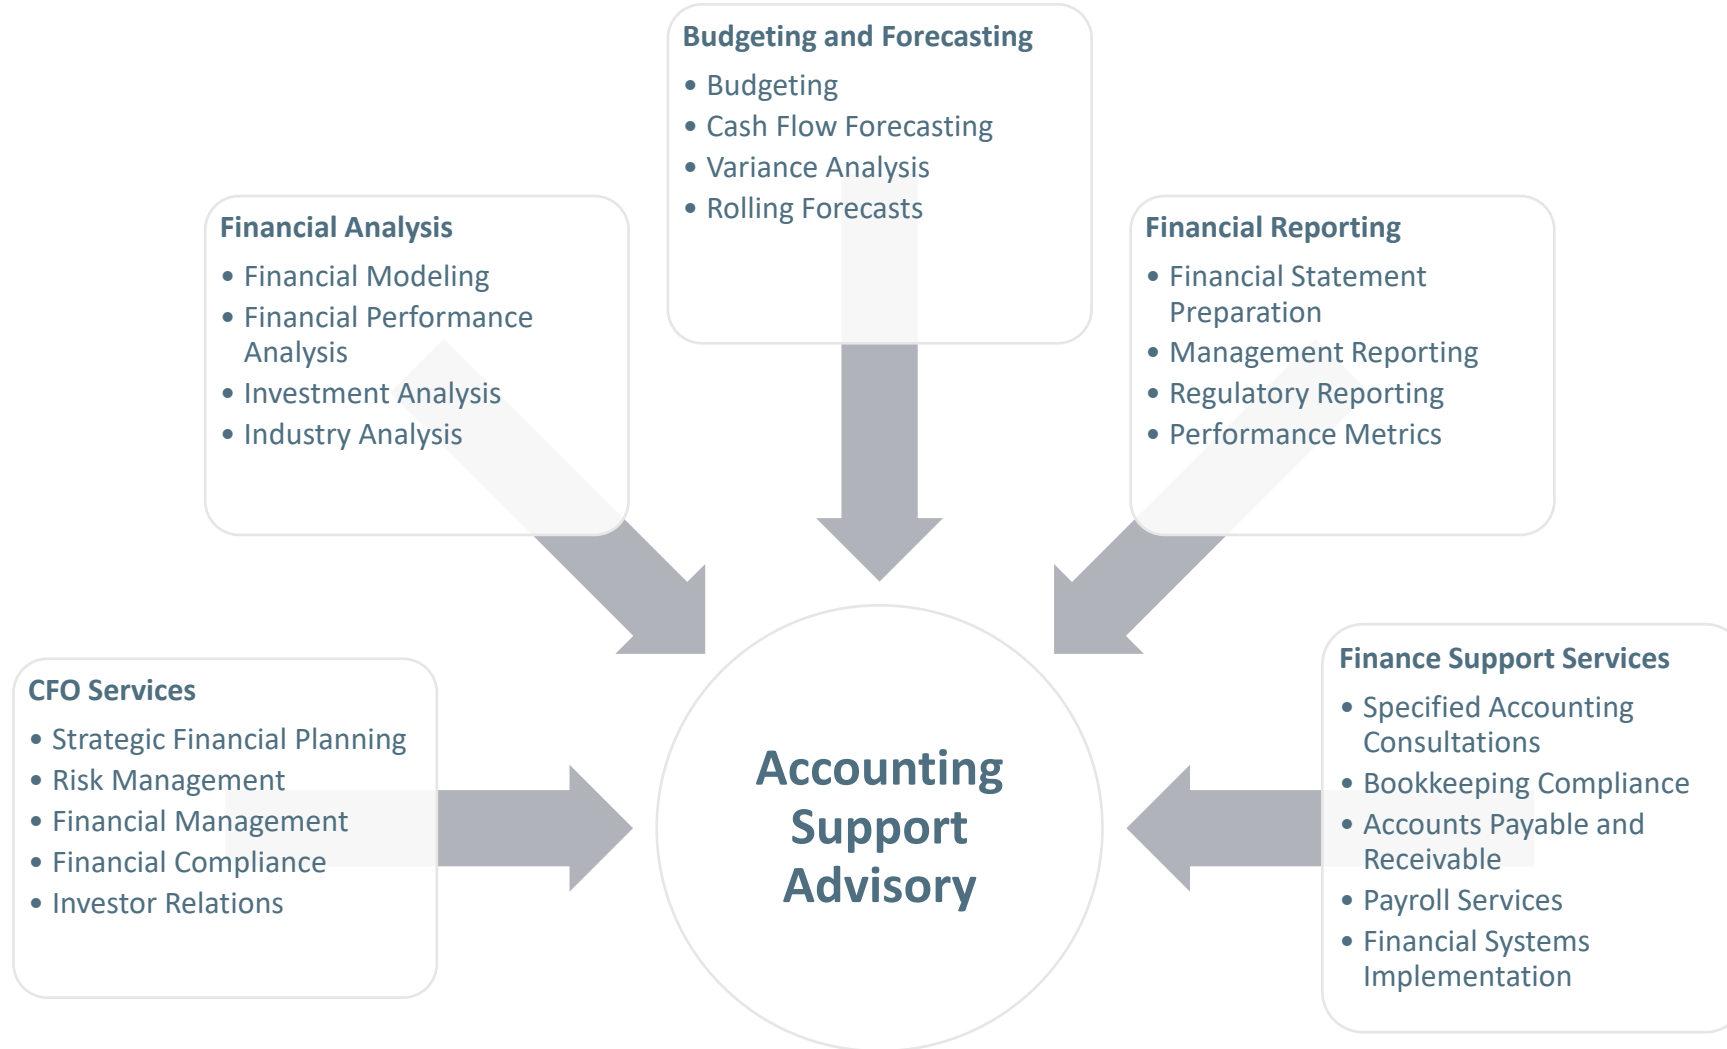 Budgeting and Forecasting
• Budgeting
• Cash Flow Forecasting
• Variance Analysis
• Rolling Forecasts
Financial Analysis
• Financial Modeling
• Financial Performance
Analysis
• Investment Analysis
• Industry Analysis
Financial Reporting
• Financial Statement
Preparation
• Management Reporting
• Regulatory Reporting
• Performance Metrics
CFO Services
• Strategic Financial Planning
• Risk Management
• Financial Management
• Financial Compliance
• Investor Relations
Accounting
Support
Advisory
Finance Support Services
• Specified Accounting
Consultations
• Bookkeeping Compliance
• Accounts Payable and
Receivable
• Payroll Services
• Financial Systems
Implementation